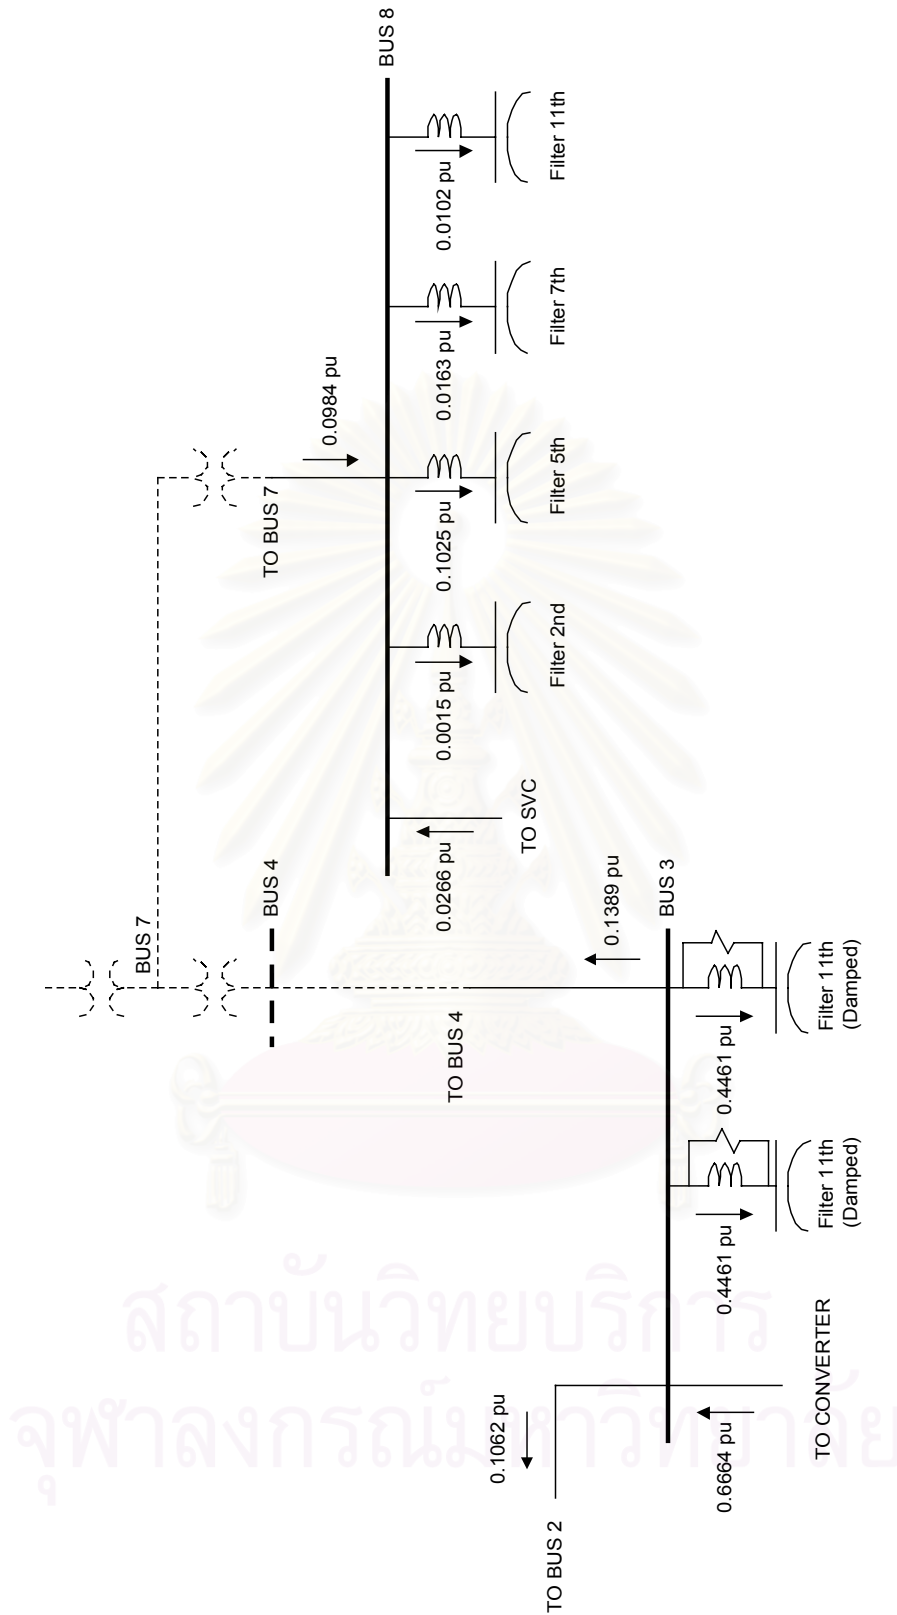 BUS 8
0.0102 pu
Filter 11th
0.0163 pu
Filter 7th
0.0984 pu
TO BUS 7
0.1025 pu
Filter 5th
0.0015 pu
Filter 2nd
0.0266 pu
TO SVC
BUS 7
BUS 4
TO BUS 4
0.1389 pu
BUS 3
0.4461 pu
Filter 11th
(Damped)
0.4461 pu
Filter 11th
(Damped)
0.6664 pu
TO CONVERTER
0.1062 pu
TO BUS 2
สถาบันวิทยบริการ
จุฬาลงกรณ์มหาวิทยาลัย